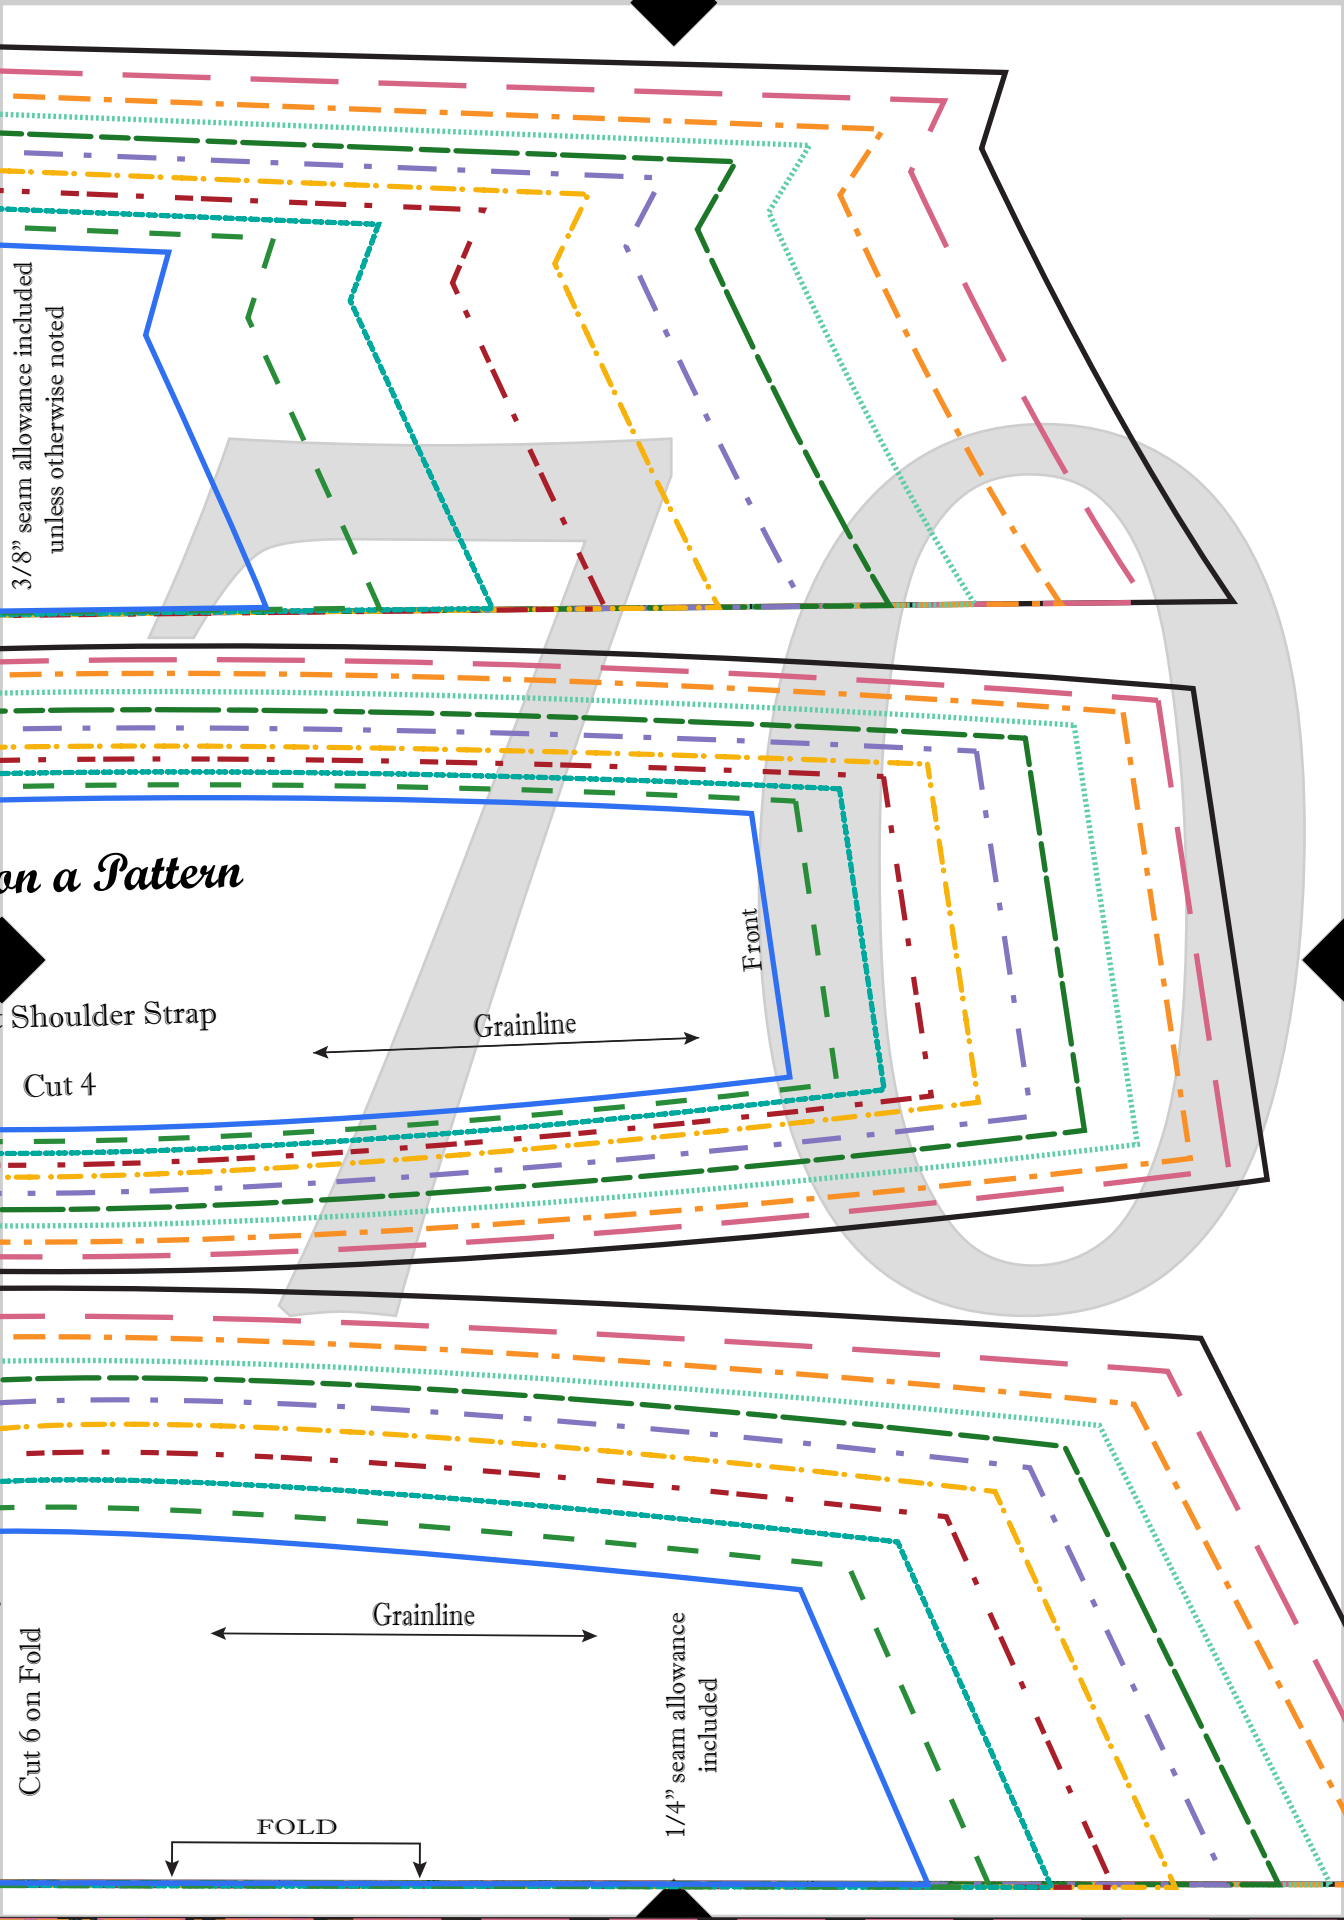 3/8” seam allowance included
unless otherwise noted
70
on a Pattern
Shoulder Strap
Cut 4
Grainline
Front
Grainline
Cut 6 on Fold
1/4” seam allowance
included
FOLD